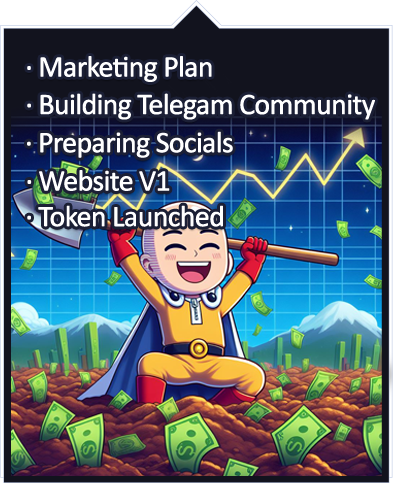 · Marketing Plan
· Building Telegam Community
· Preparing Socials
· Website V1
· Token Launched